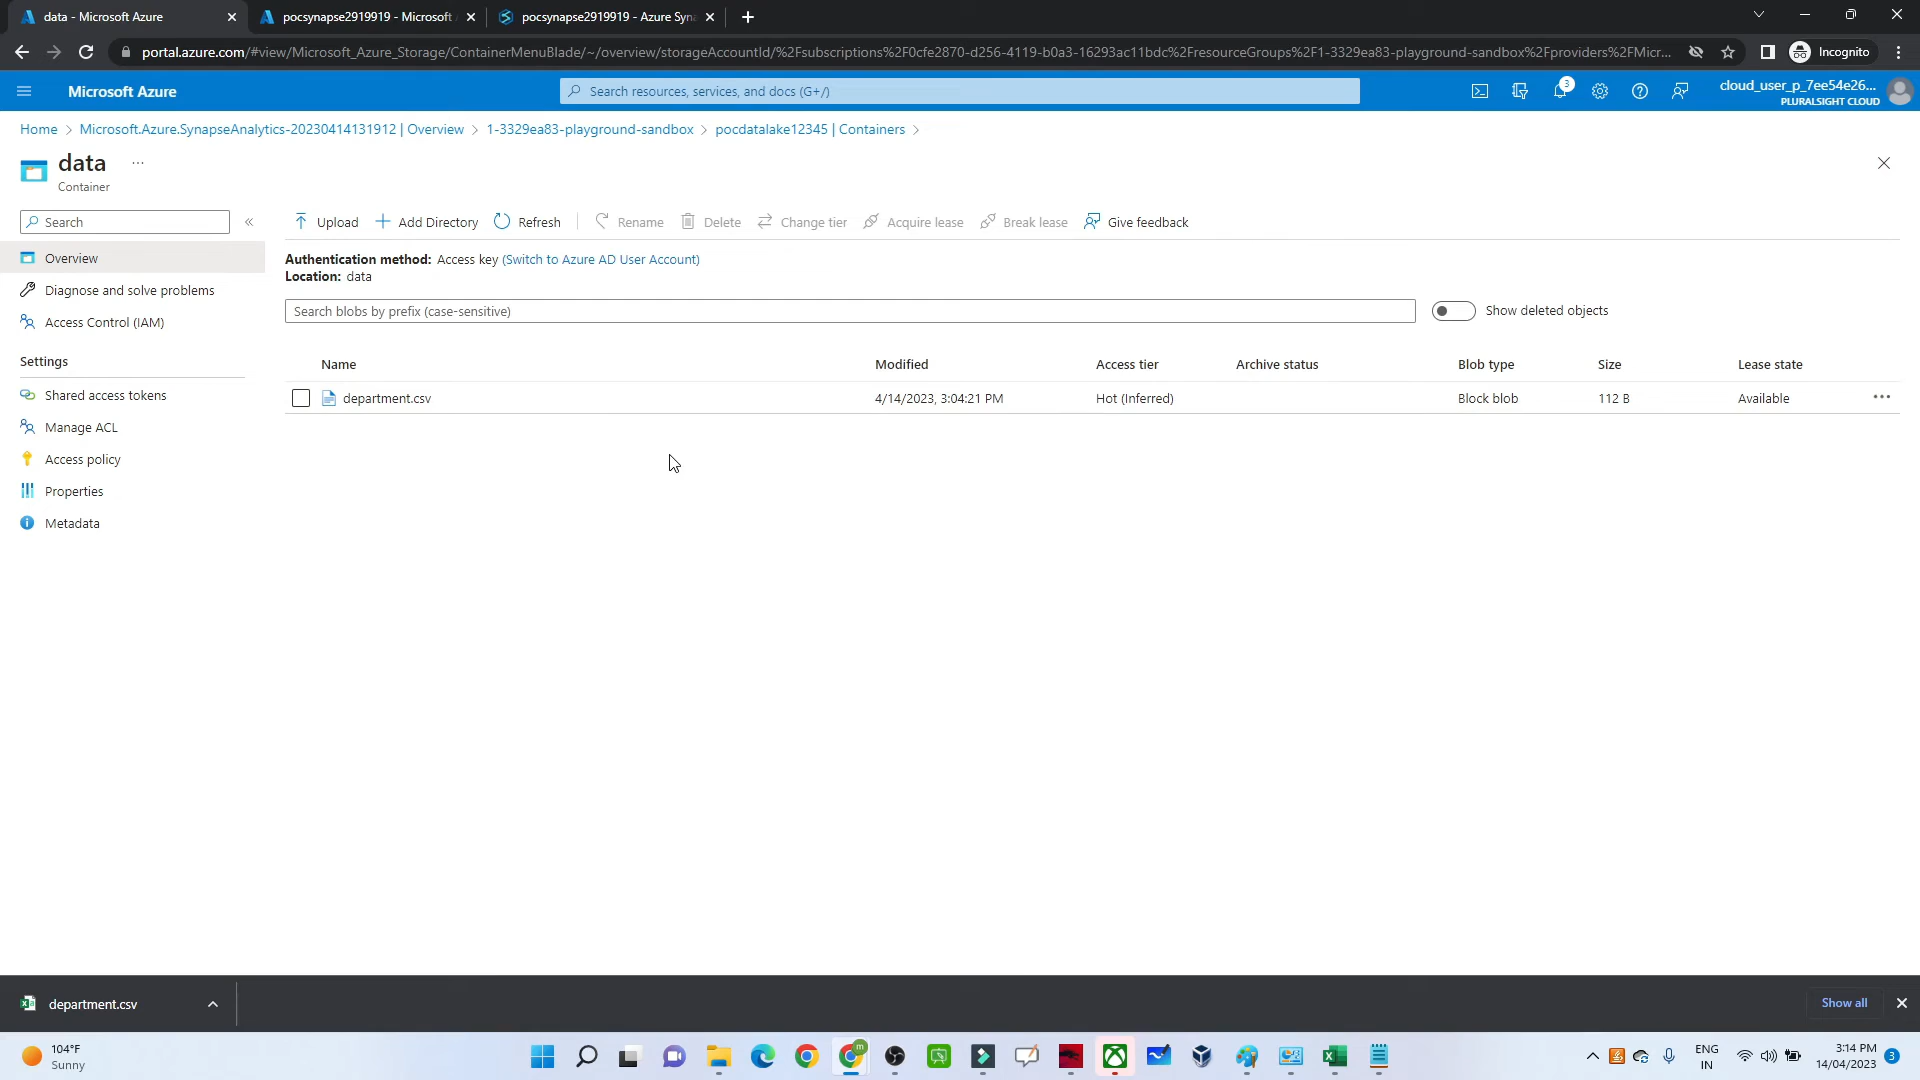 data - Microsoft Azure
pocsynapse2919919 - Microsoft
pocsynapse2919919 - Azure Syn
portal.azure.com/#view/Microsoft_Azure_Storage/ContainerMenuBlade/~/overview/storageAccountId/%2Fsubscriptions%2F0cfe2870-d256-4119-b0a3-16293ac11bdc%2FresourceGroups%2F1-3329ea83-playground-sandbox%2Fproviders%2FMicr...
Incognito
Microsoft Azure
Search resources, services, and docs (G+/)
3
cloud_user_p_7ee54e26...
PLURALSIGHT CLOUD
Home > Microsoft.Azure.SynapseAnalytics-20230414131912 | Overview > 1-3329ea83-playground-sandbox > pocdatalake12345 | Containers >
data ...
Container
Search
«
Upload
Add Directory
Refresh
Rename
Delete
Change tier
Acquire lease
Break lease
Give feedback
Overview
Diagnose and solve problems
Access Control (IAM)
Settings
Shared access tokens
Manage ACL
Access policy
Properties
Metadata
Authentication method: Access key (Switch to Azure AD User Account)
Location: data
Search blobs by prefix (case-sensitive)
Show deleted objects
Name Modified Access tier Archive status Blob type Size Lease state
department.csv 4/14/2023, 3:04:21 PM Hot (Inferred) Block blob 112 B Available ...
department.csv
Show all
104°F
Sunny
m
ENG
IN
3:14 PM
14/04/2023
3